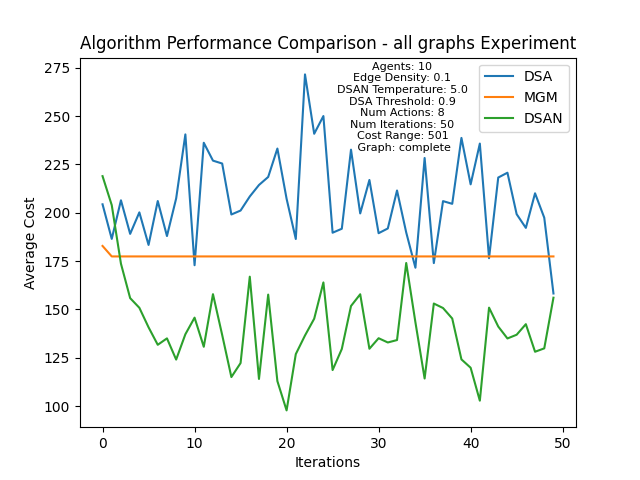 Algorithm Performance Comparison - all graphs Experiment
Agents: 10
Edge Density: 0.1
DSAN Temperature: 5.0
DSA Threshold: 0.9
Num Actions: 8
Num Iterations: 50
Cost Range: 501
Graph: complete
DSA
MGM
DSAN
Average Cost
275
250
225
200
175
150
125
100
0 10 20 30 40 50
Iterations